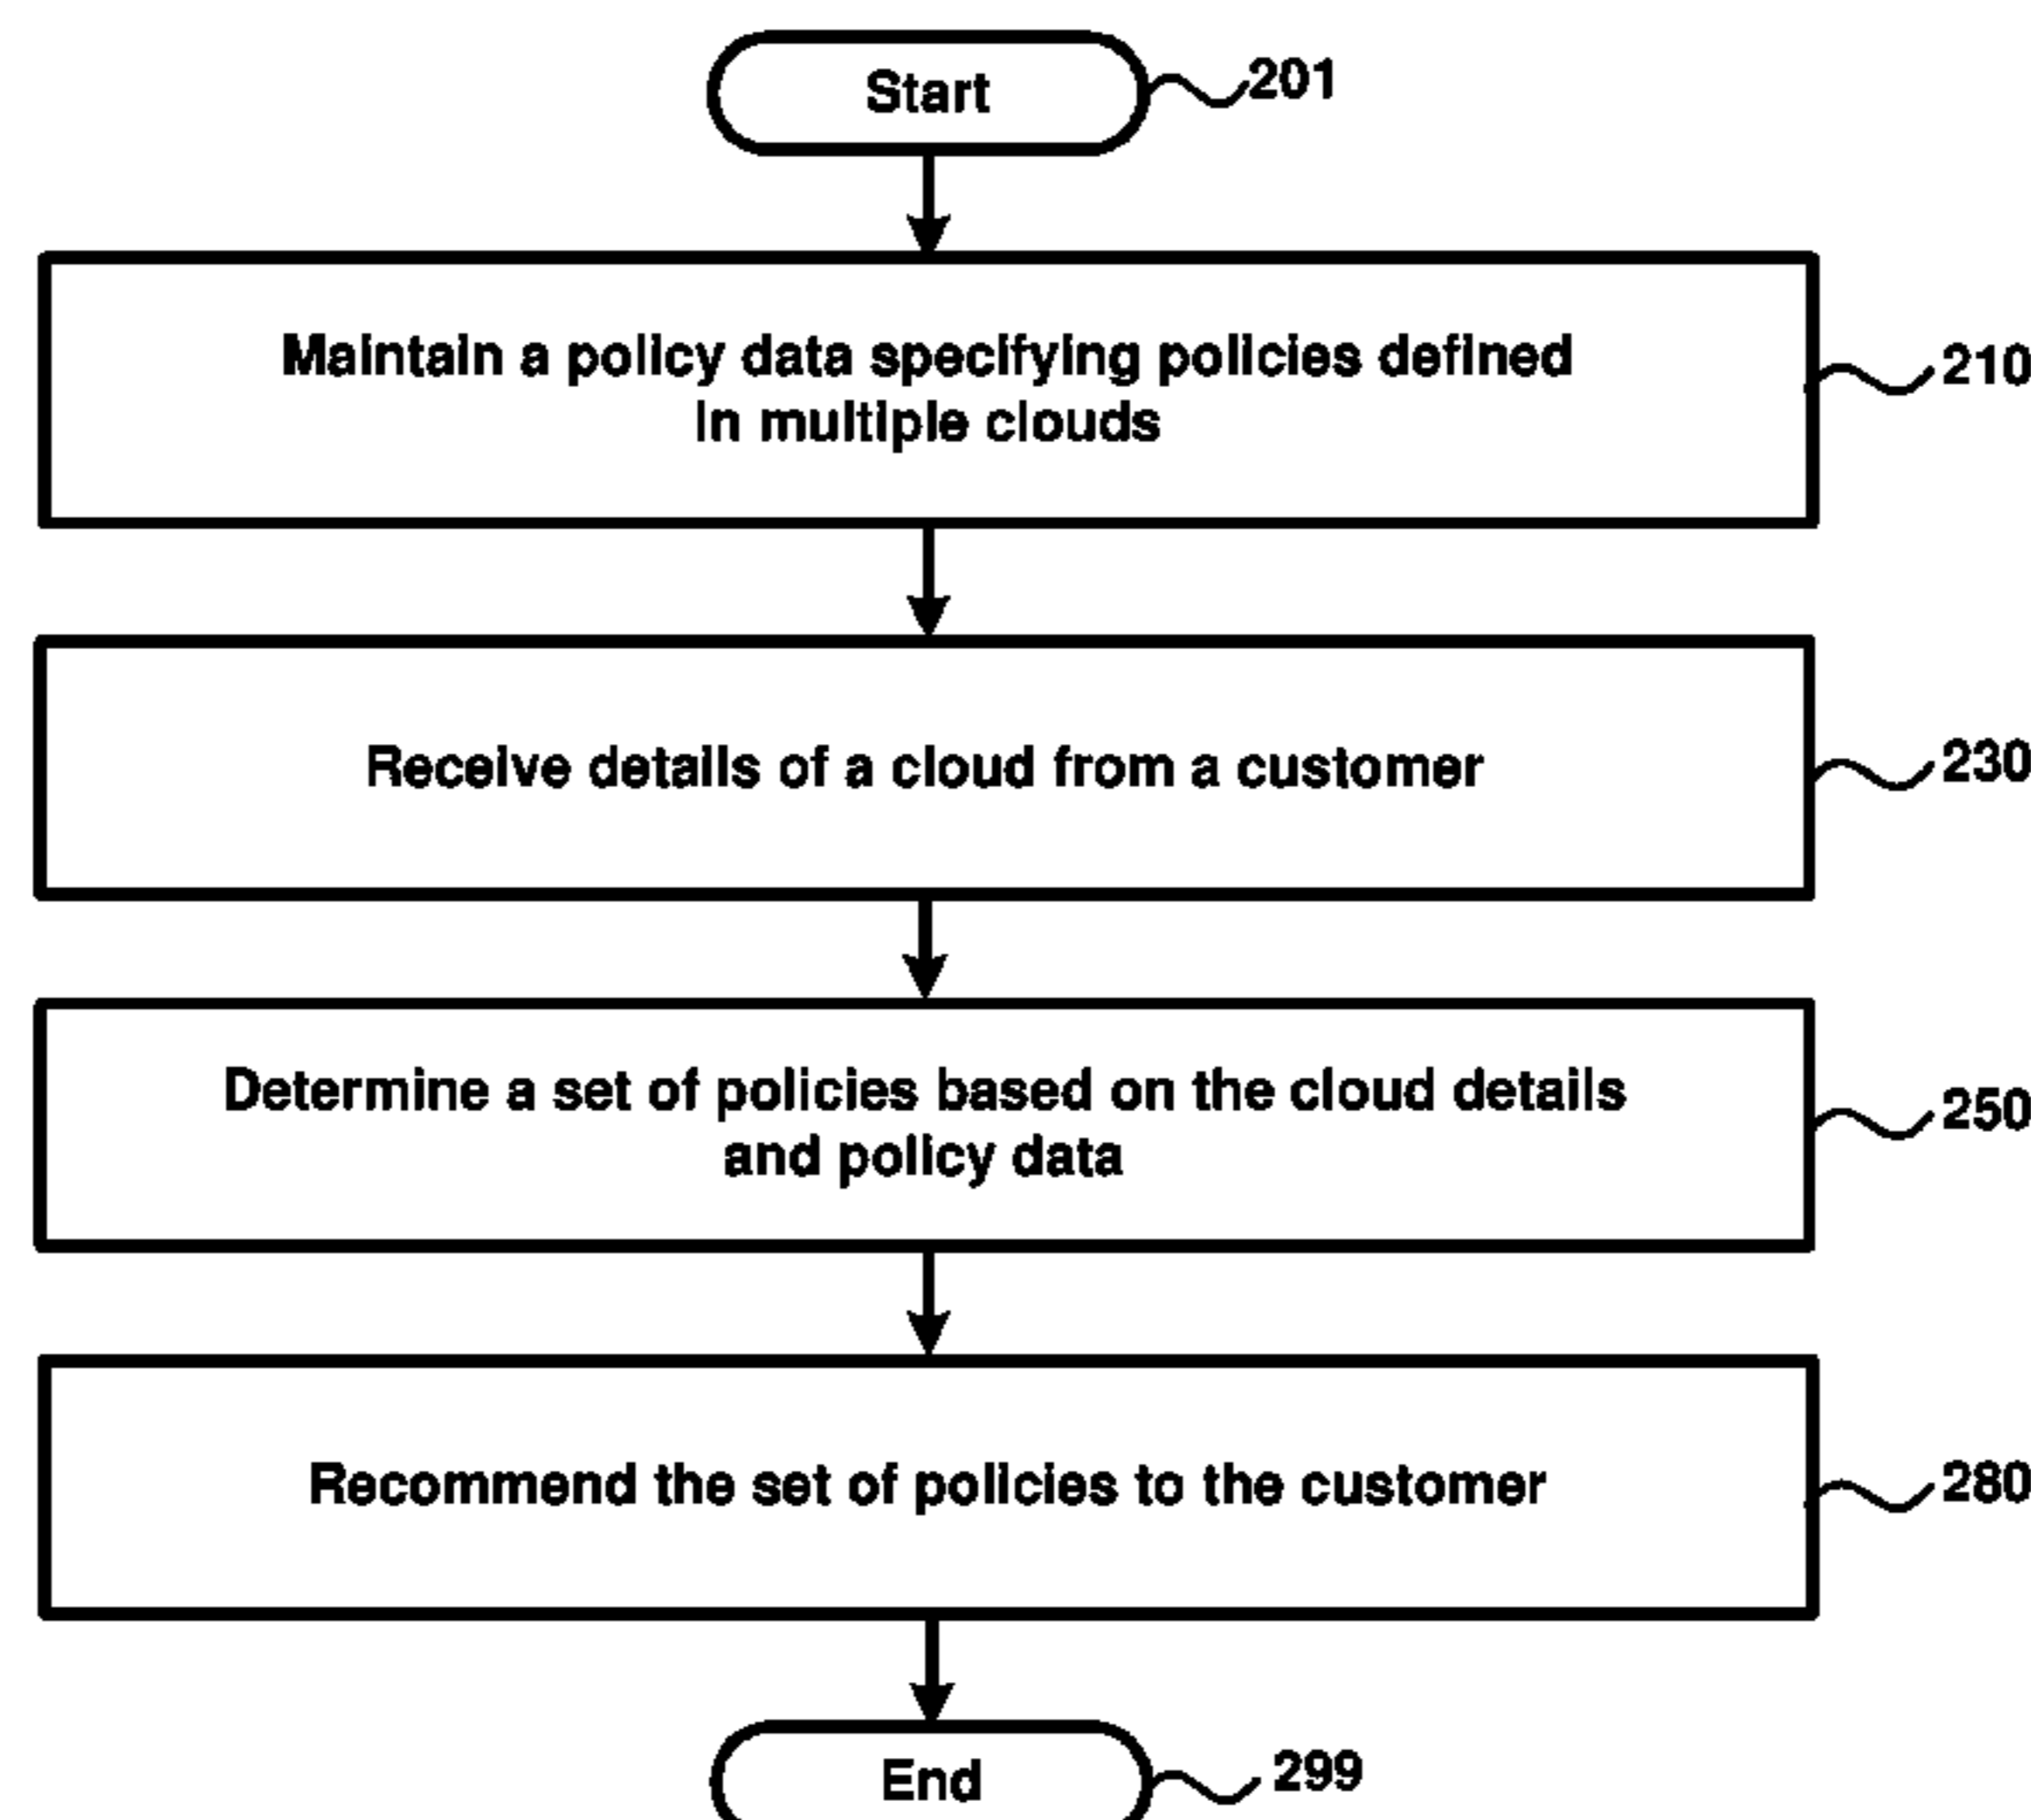 Start
201
Maintain a policy data specifying policies defined
in multiple clouds
210
Receive details of a cloud from a customer
230
Determine a set of policies based on the cloud details
and policy data
250
Recommend the set of policies to the customer
280
End
299